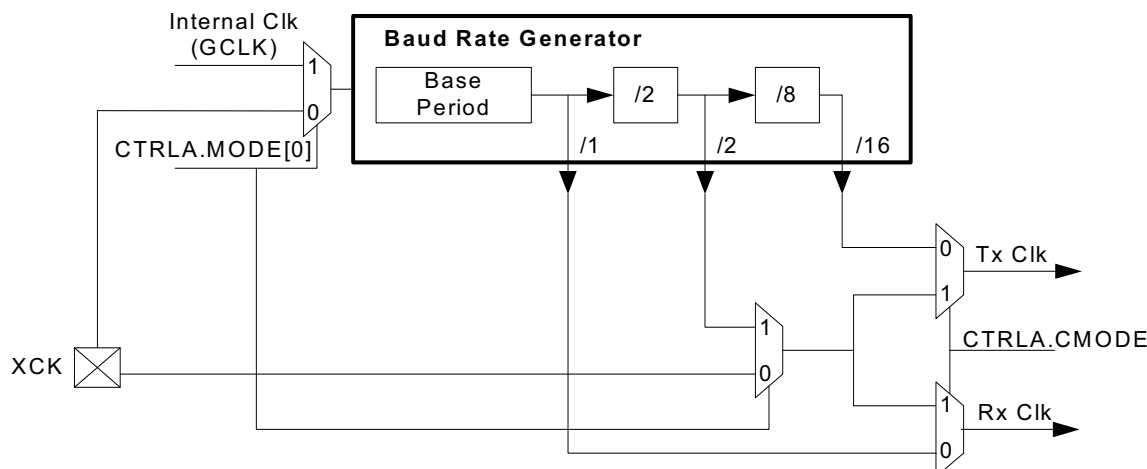 Internal Clk
(GCLK)
Baud Rate Generator
1
Base
Period
/2
/8
0
CTRLA.MODE[0]
/1
/2
/16
0
Tx Clk
1
1
XCK
0
CTRLA.CMODE
1
Rx Clk
0